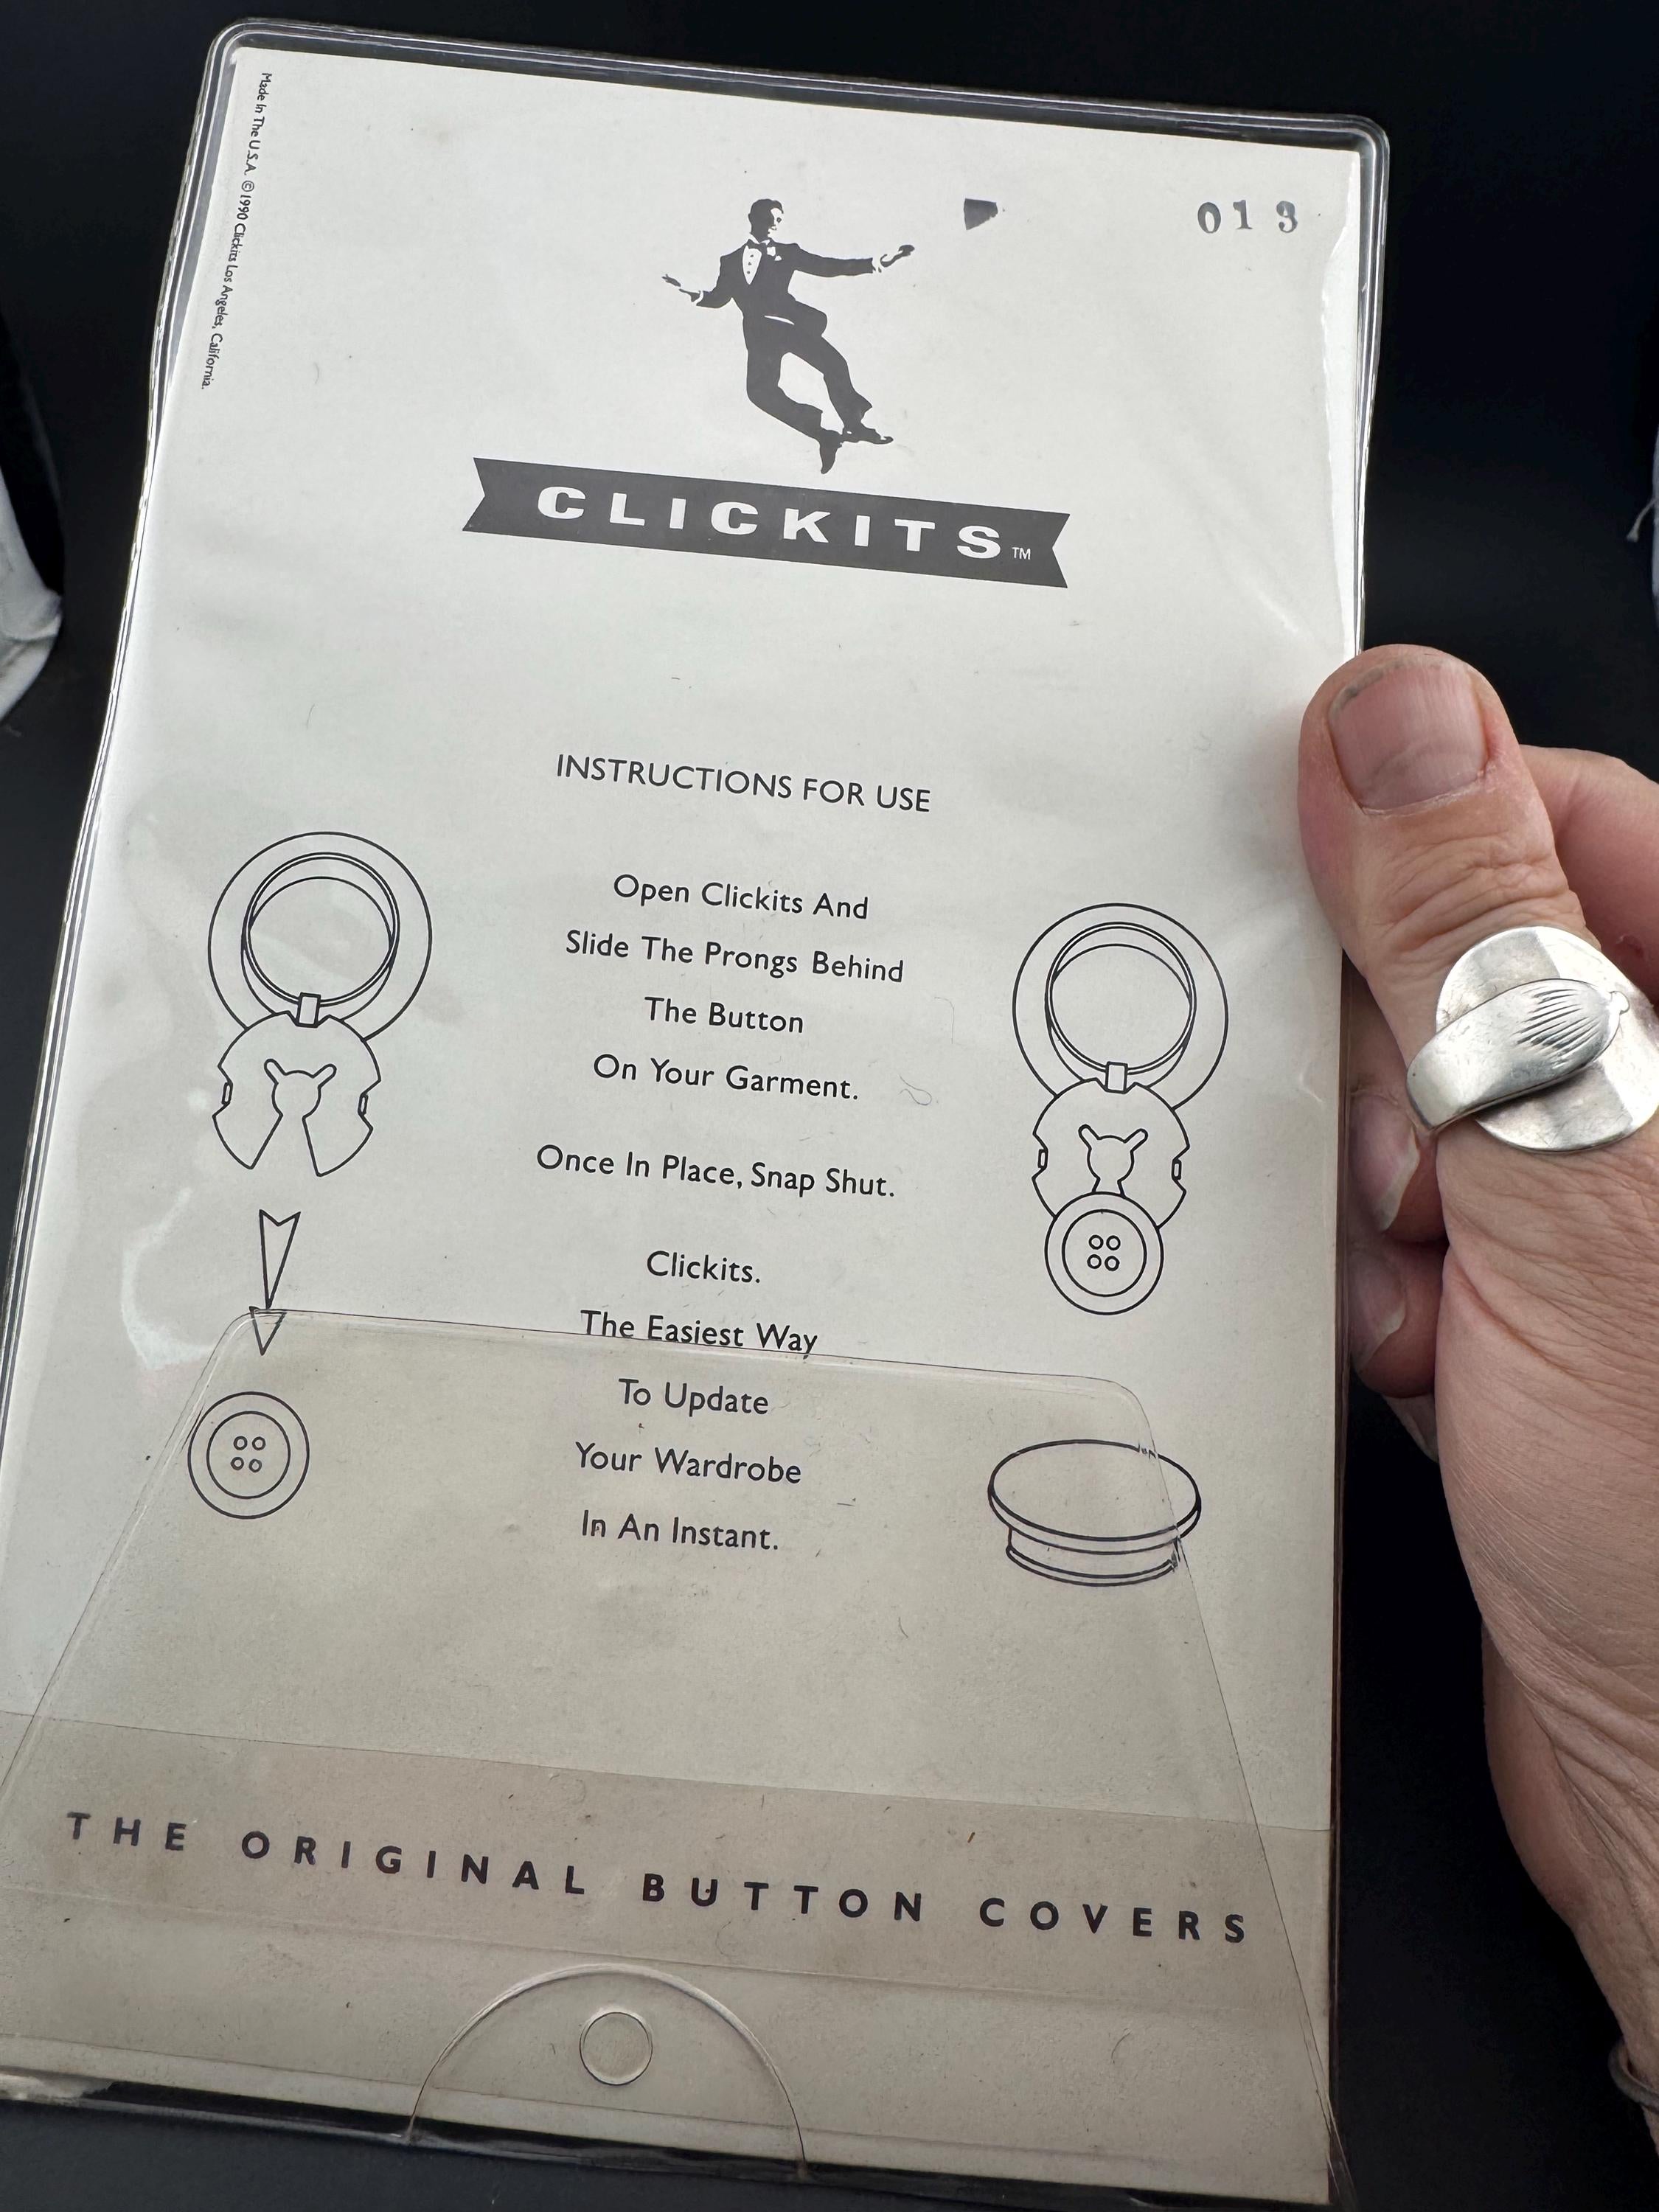 Made In The U.S.A. ©1990 Clickits Los Angeles, California.
013
CLICKITS™
INSTRUCTIONS FOR USE
Open Clickits And
Slide The Prongs Behind
The Button
On Your Garment.
Once In Place, Snap Shut.
Clickits.
The Easiest Way
To Update
Your Wardrobe
In An Instant.
THE ORIGINAL BUTTON COVERS